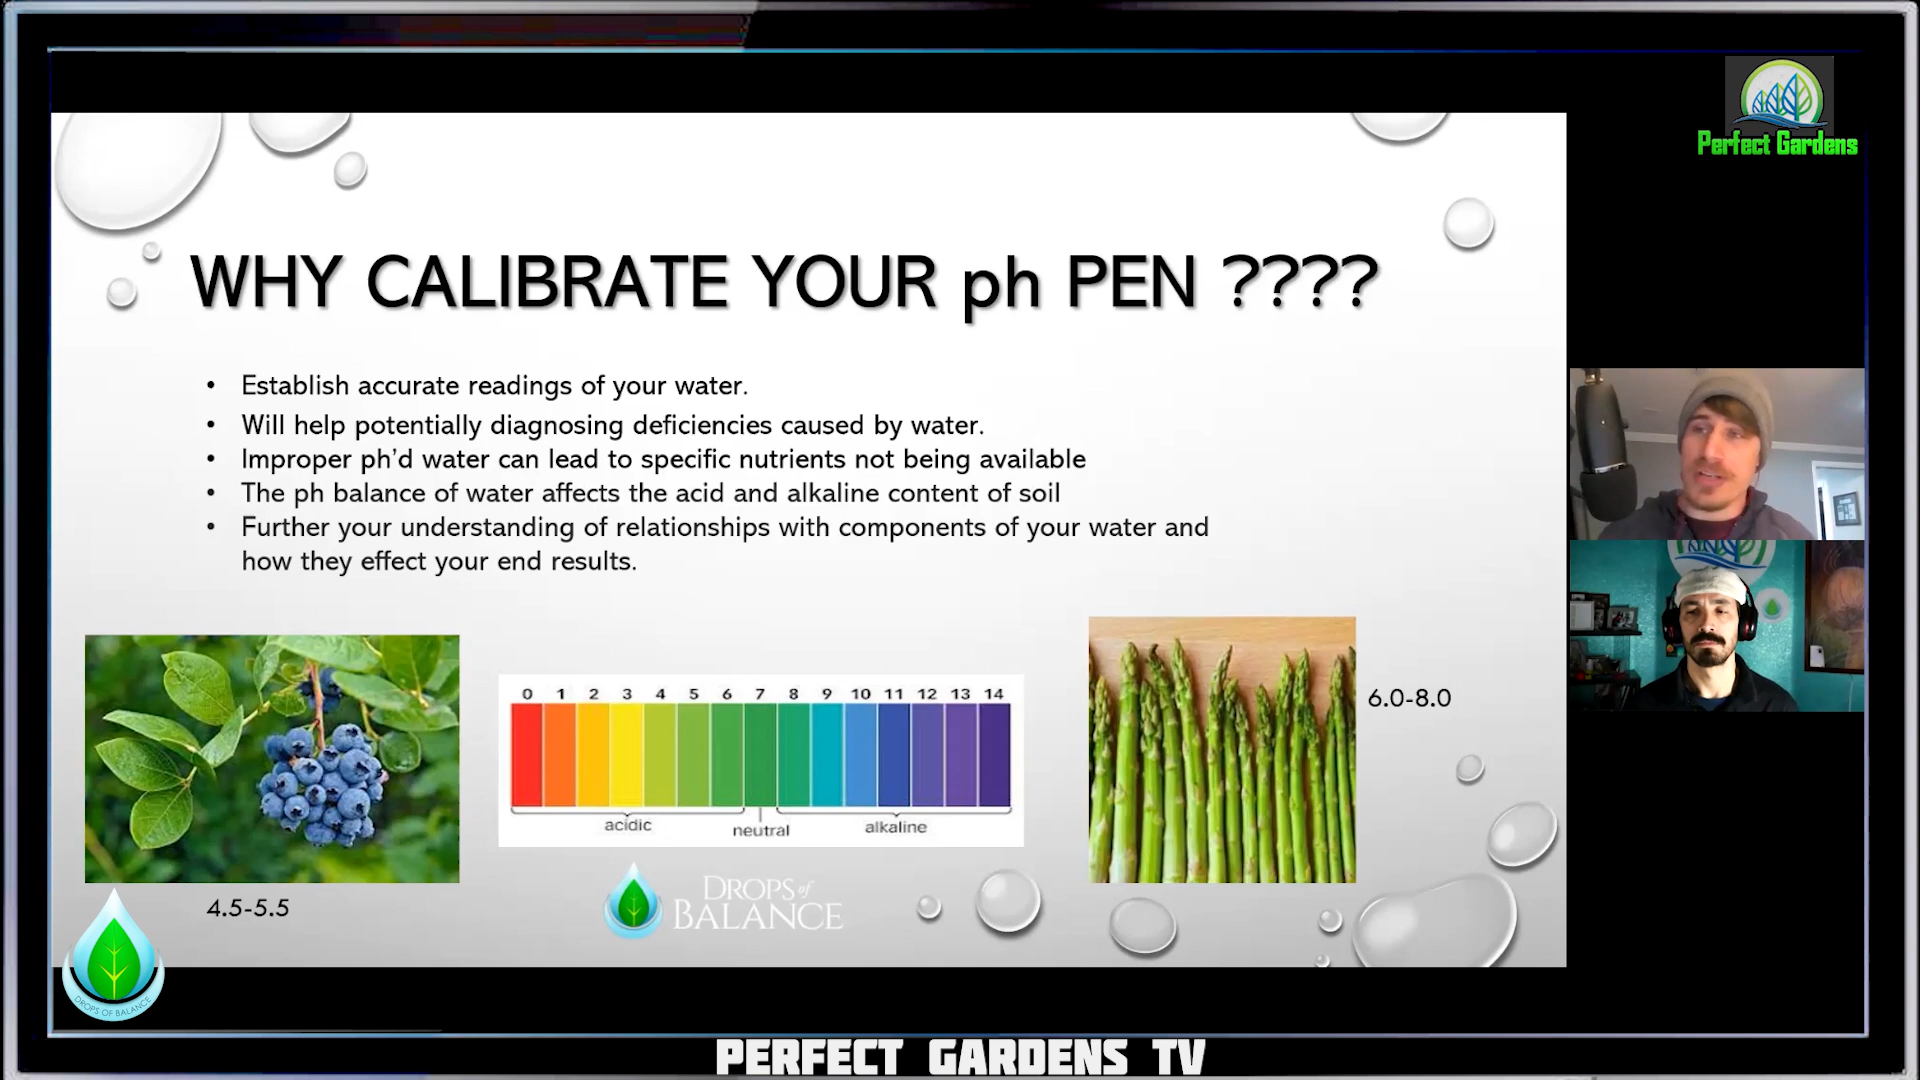 Perfect Gardens
WHY CALIBRATE YOUR ph PEN ????
• Establish accurate readings of your water.
• Will help potentially diagnosing deficiencies caused by water.
• Improper ph’d water can lead to specific nutrients not being available
• The ph balance of water affects the acid and alkaline content of soil
• Further your understanding of relationships with components of your water and
how they effect your end results.
0 1 2 3 4 5 6 7 8 9 10 11 12 13 14
acidic neutral alkaline
6.0-8.0
4.5-5.5
DROPS of
BALANCE
DROPS OF BALANCE
PERFECT GARDENS TV